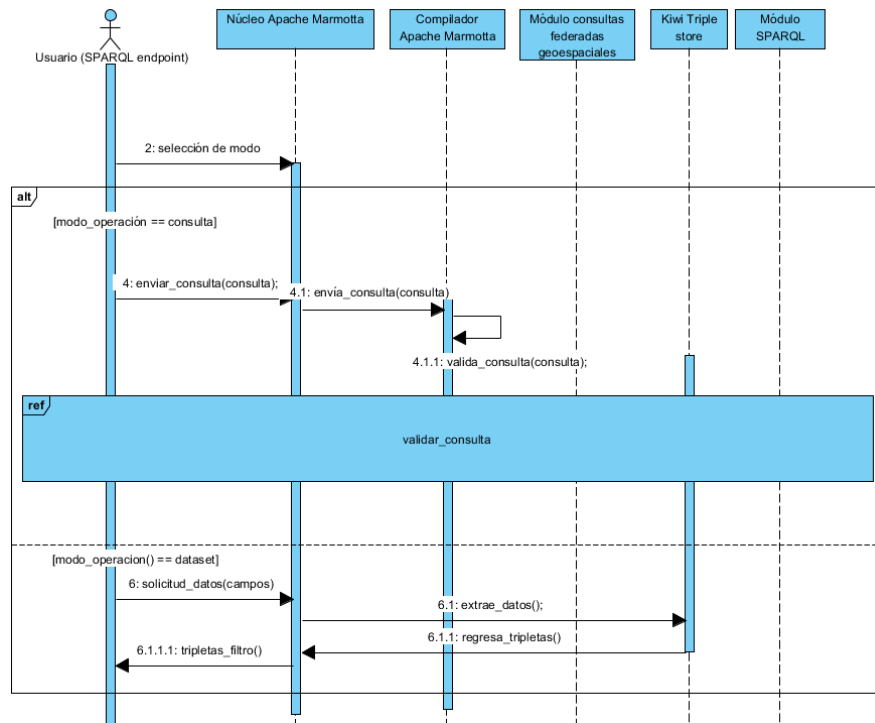 Núcleo Apache Marmotta
Compilador
Apache Marmotta
Módulo consultas
federadas
geoespaciales
Kiwi Triple
store
Módulo
SPARQL
Usuario (SPARQL endpoint)
2: selección de modo
alt
[modo_operación == consulta]
4: enviar_consulta(consulta);
4.1: envía_consulta(consulta)
4.1.1: valida_consulta(consulta);
ref
validar_consulta
[modo_operacion() == dataset]
6: solicitud_datos(campos)
6.1: extrae_datos();
6.1.1: regresa_tripletas()
6.1.1.1: tripletas_filtro()